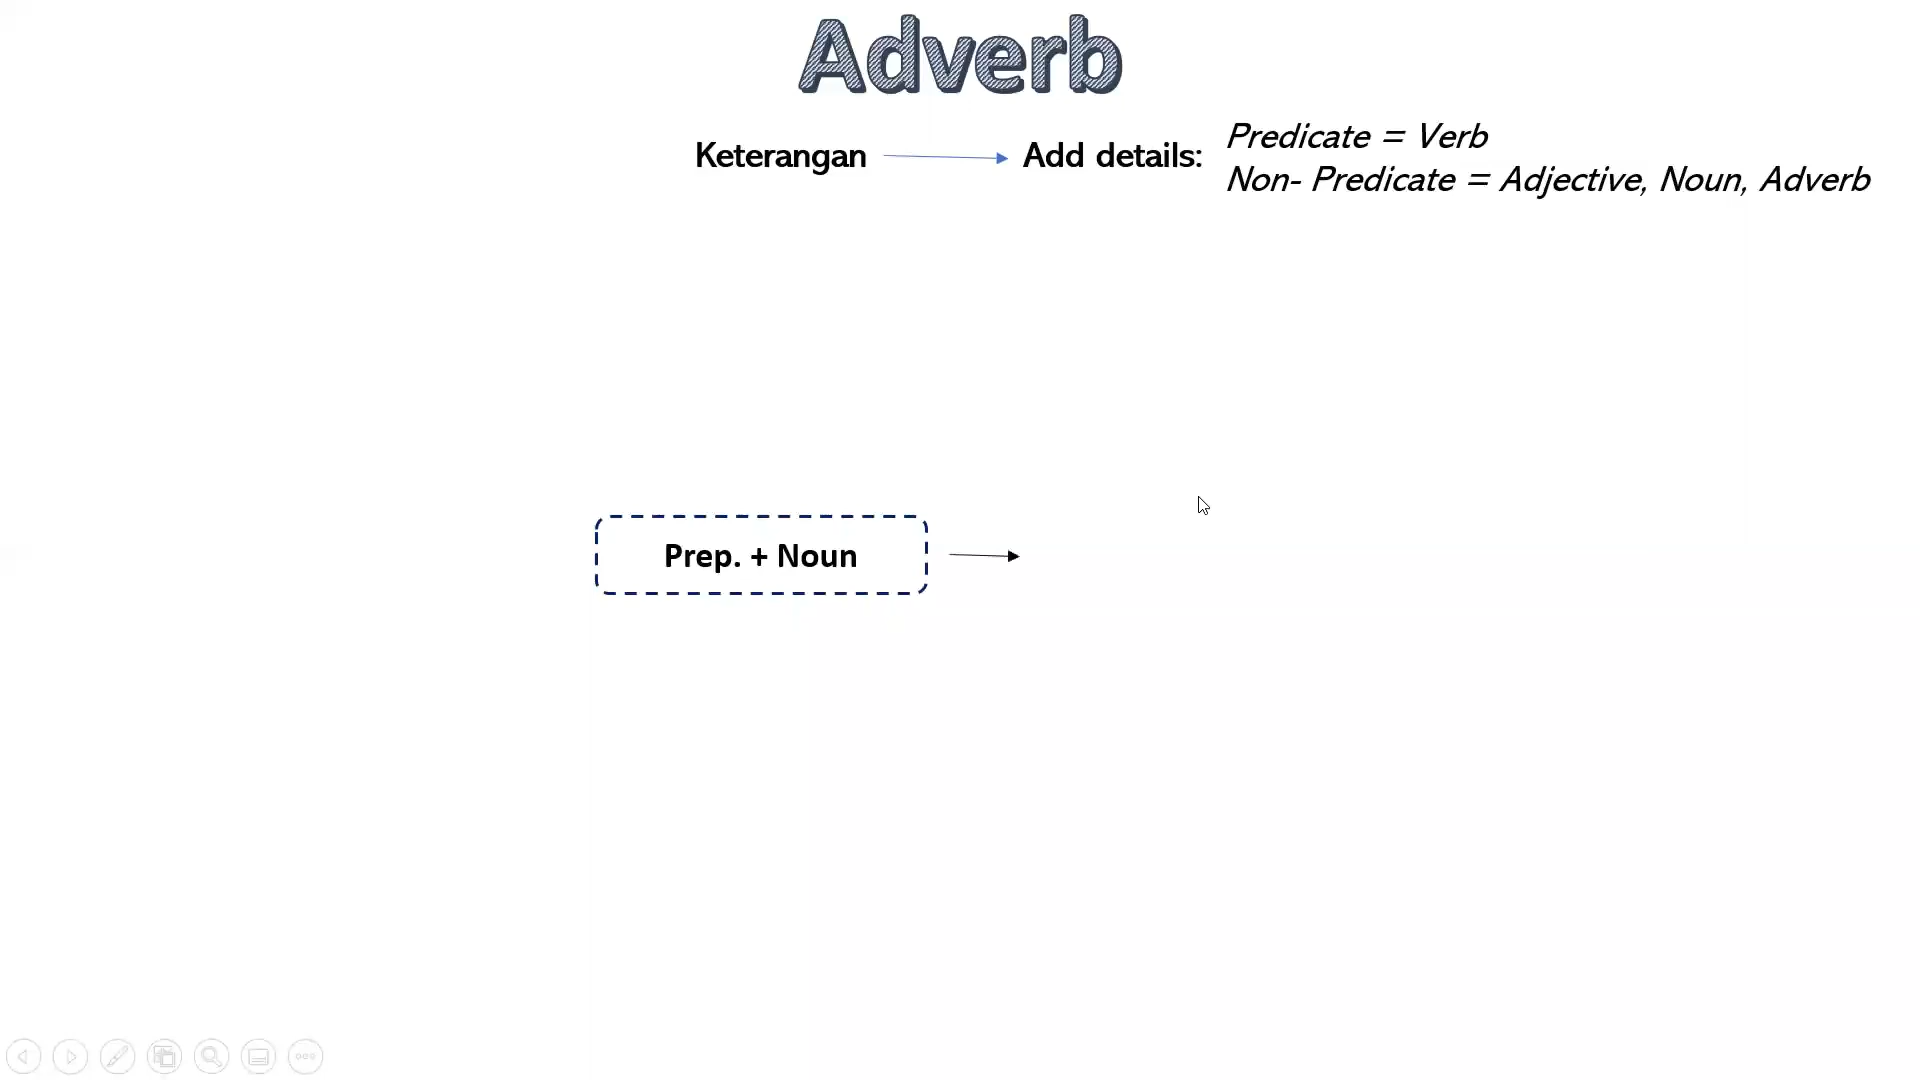 Adverb
Keterangan
Add details:
Predicate = Verb
Non- Predicate = Adjective, Noun, Adverb
Prep. + Noun